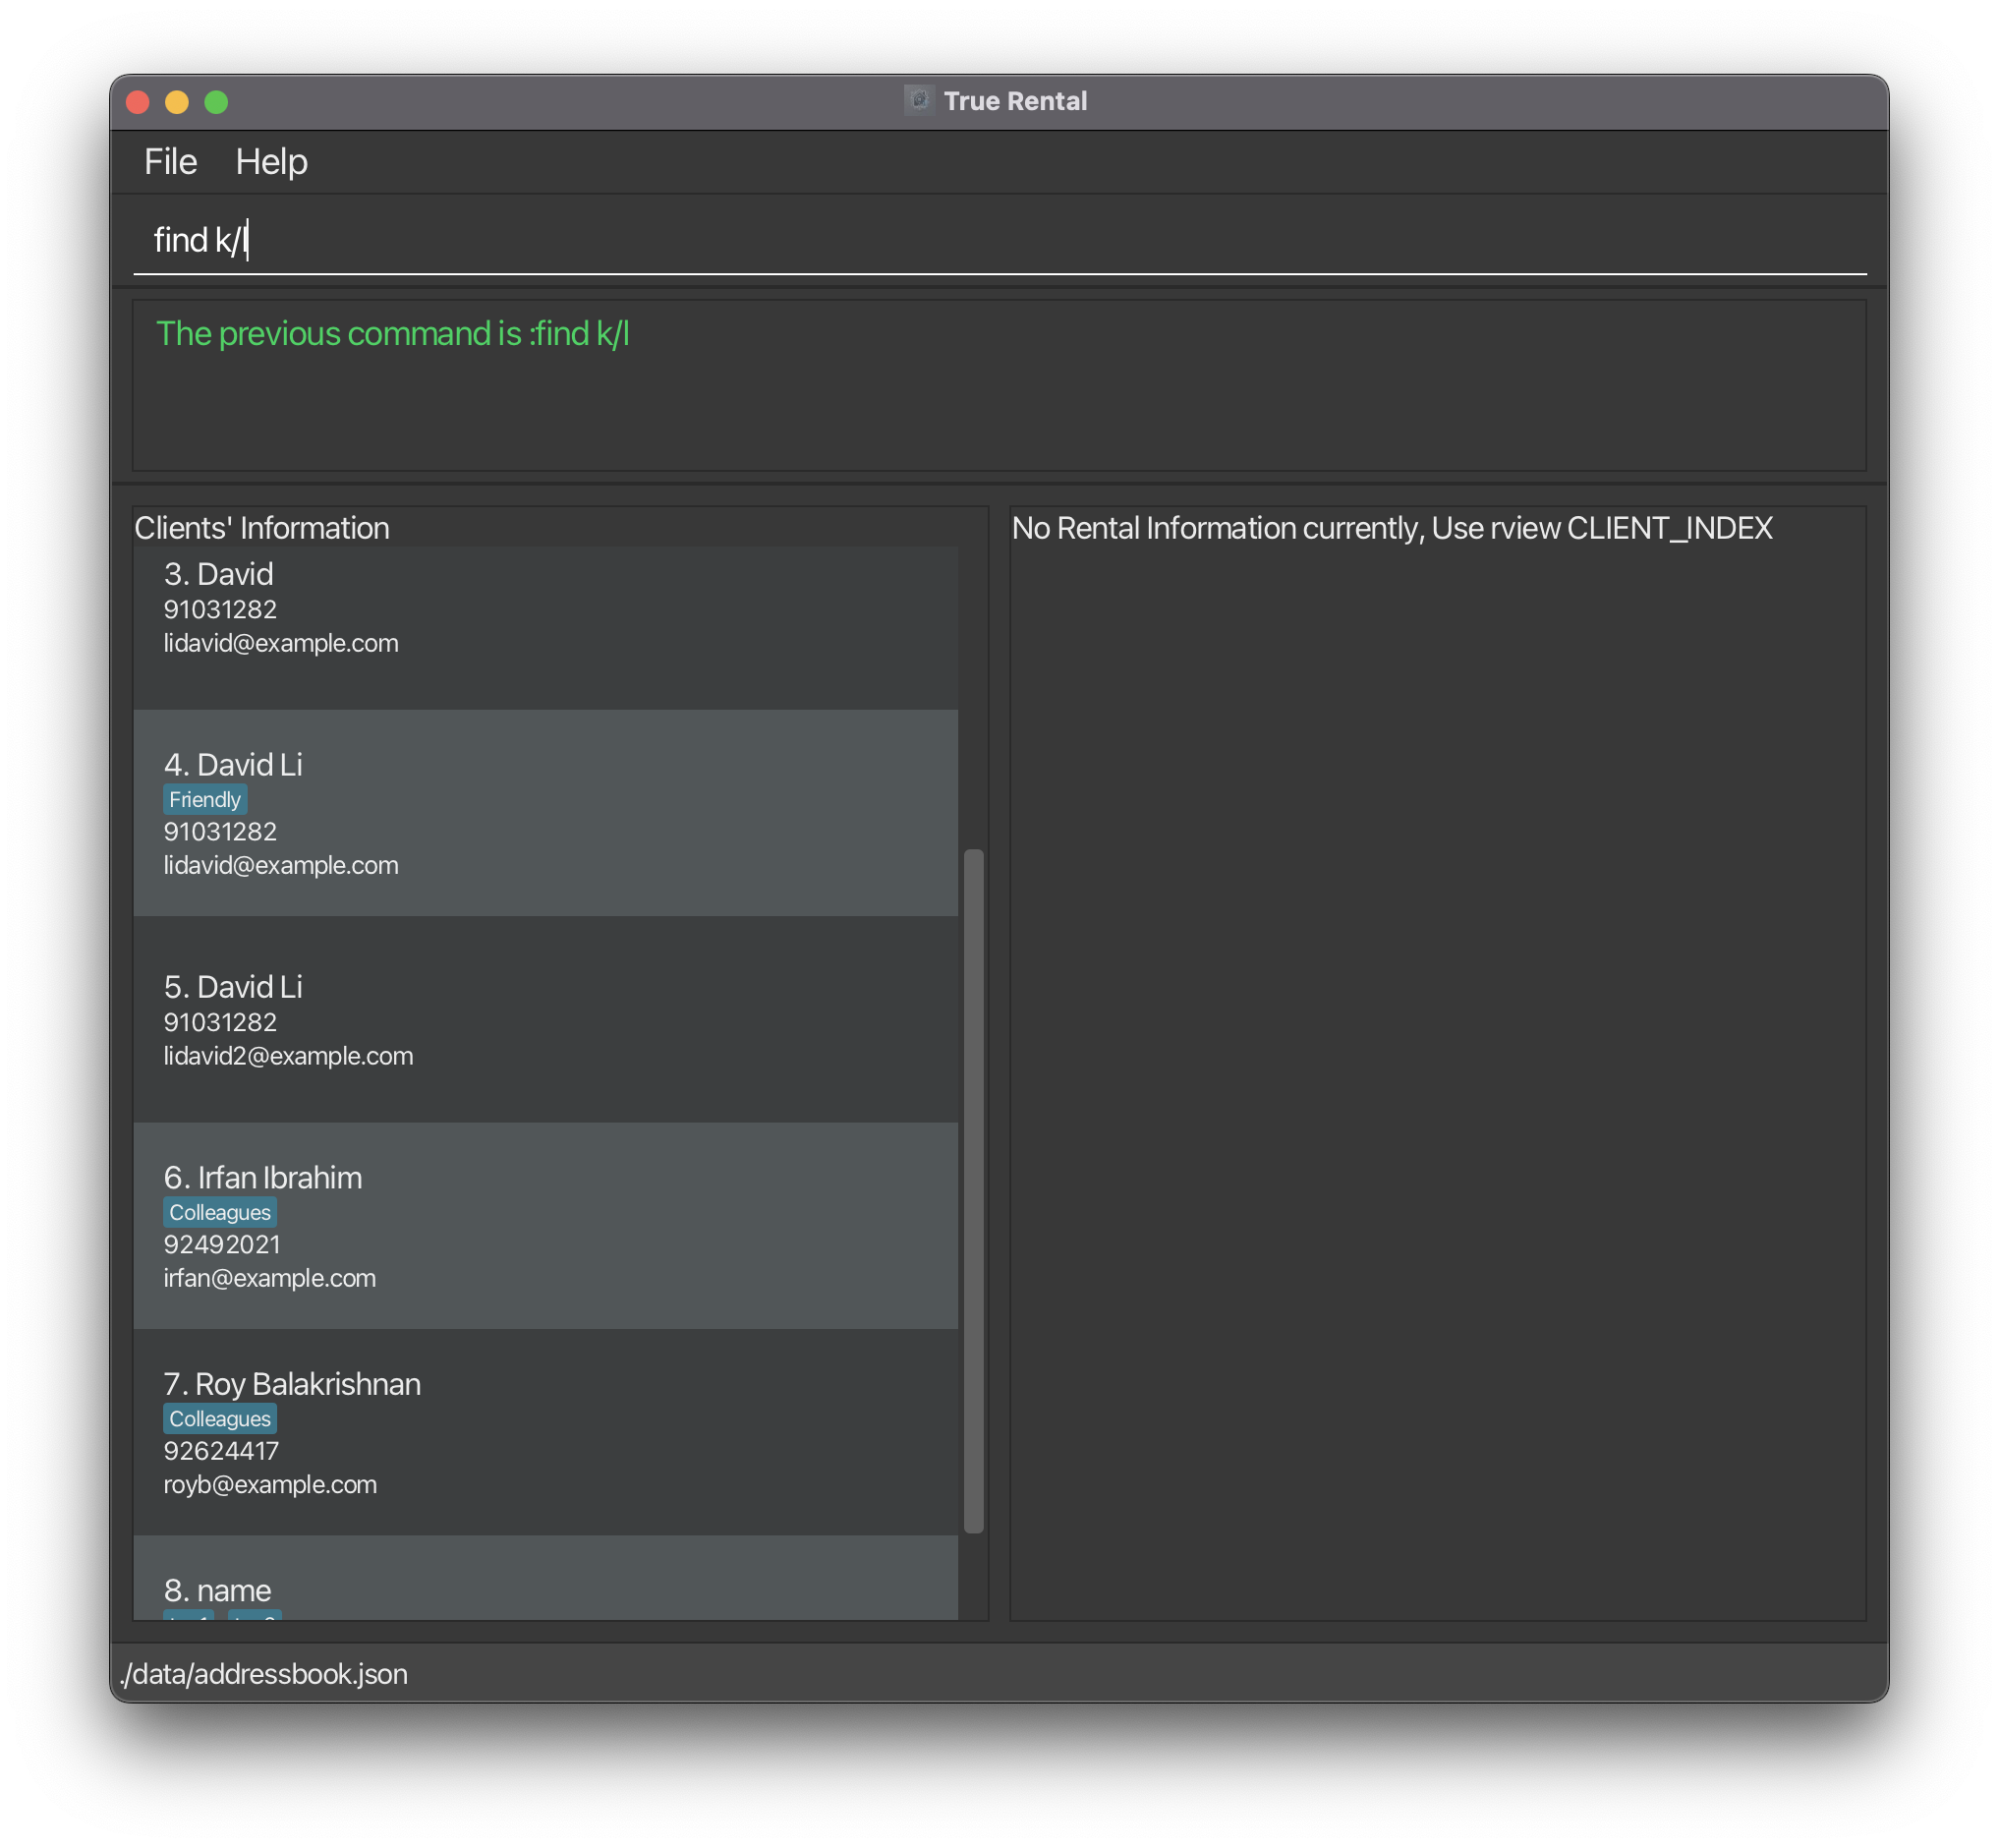 True Rental
File Help
find k/l
The previous command is :find k/l
Clients' Information
3. David
91031282
lidavid@example.com
4. David Li
Friendly
91031282
lidavid@example.com
5. David Li
91031282
lidavid2@example.com
6. Irfan Ibrahim
Colleagues
92492021
irfan@example.com
7. Roy Balakrishnan
Colleagues
92624417
royb@example.com
8. name
No Rental Information currently, Use rview CLIENT_INDEX
./data/addressbook.json